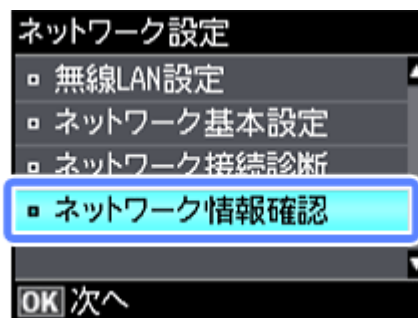 ネットワーク設定
無線LAN設定
ネットワーク基本設定
ネットワーク接続診断
ネットワーク情報確認
OK 次へ